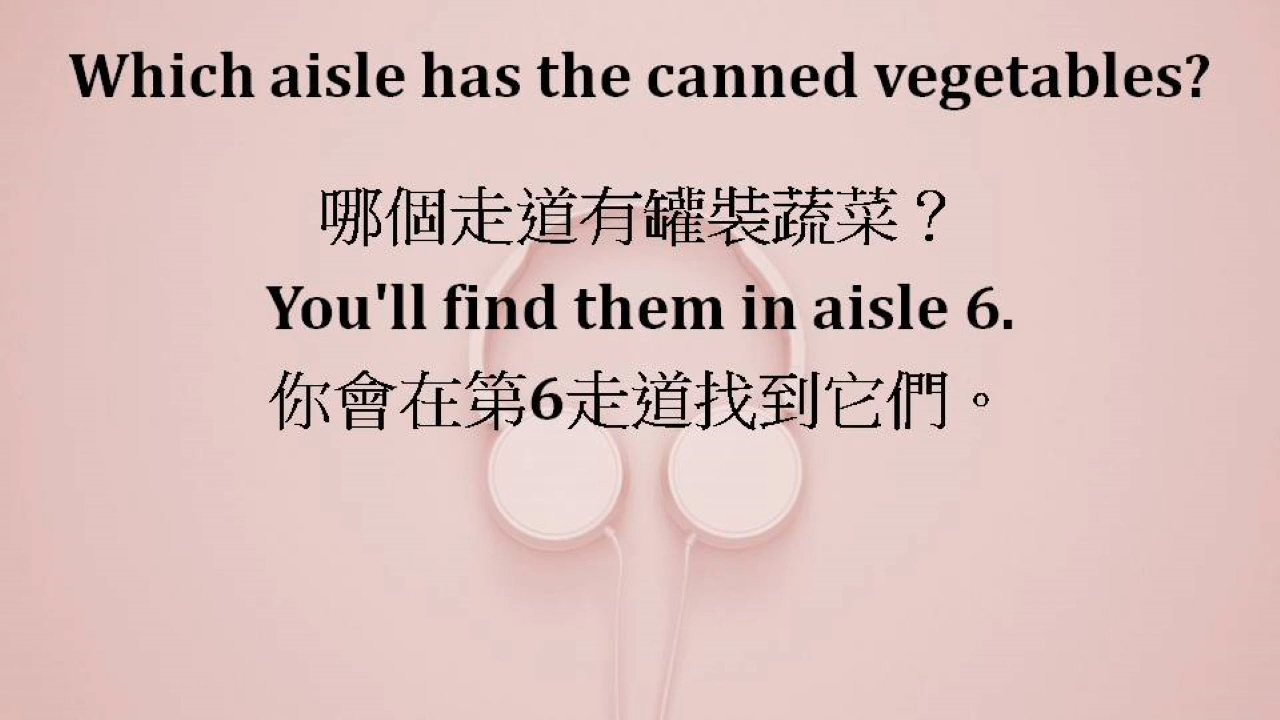 Which aisle has the canned vegetables?
哪個走道有罐裝蔬菜？
You'll find them in aisle 6.
你會在第6走道找到它們。